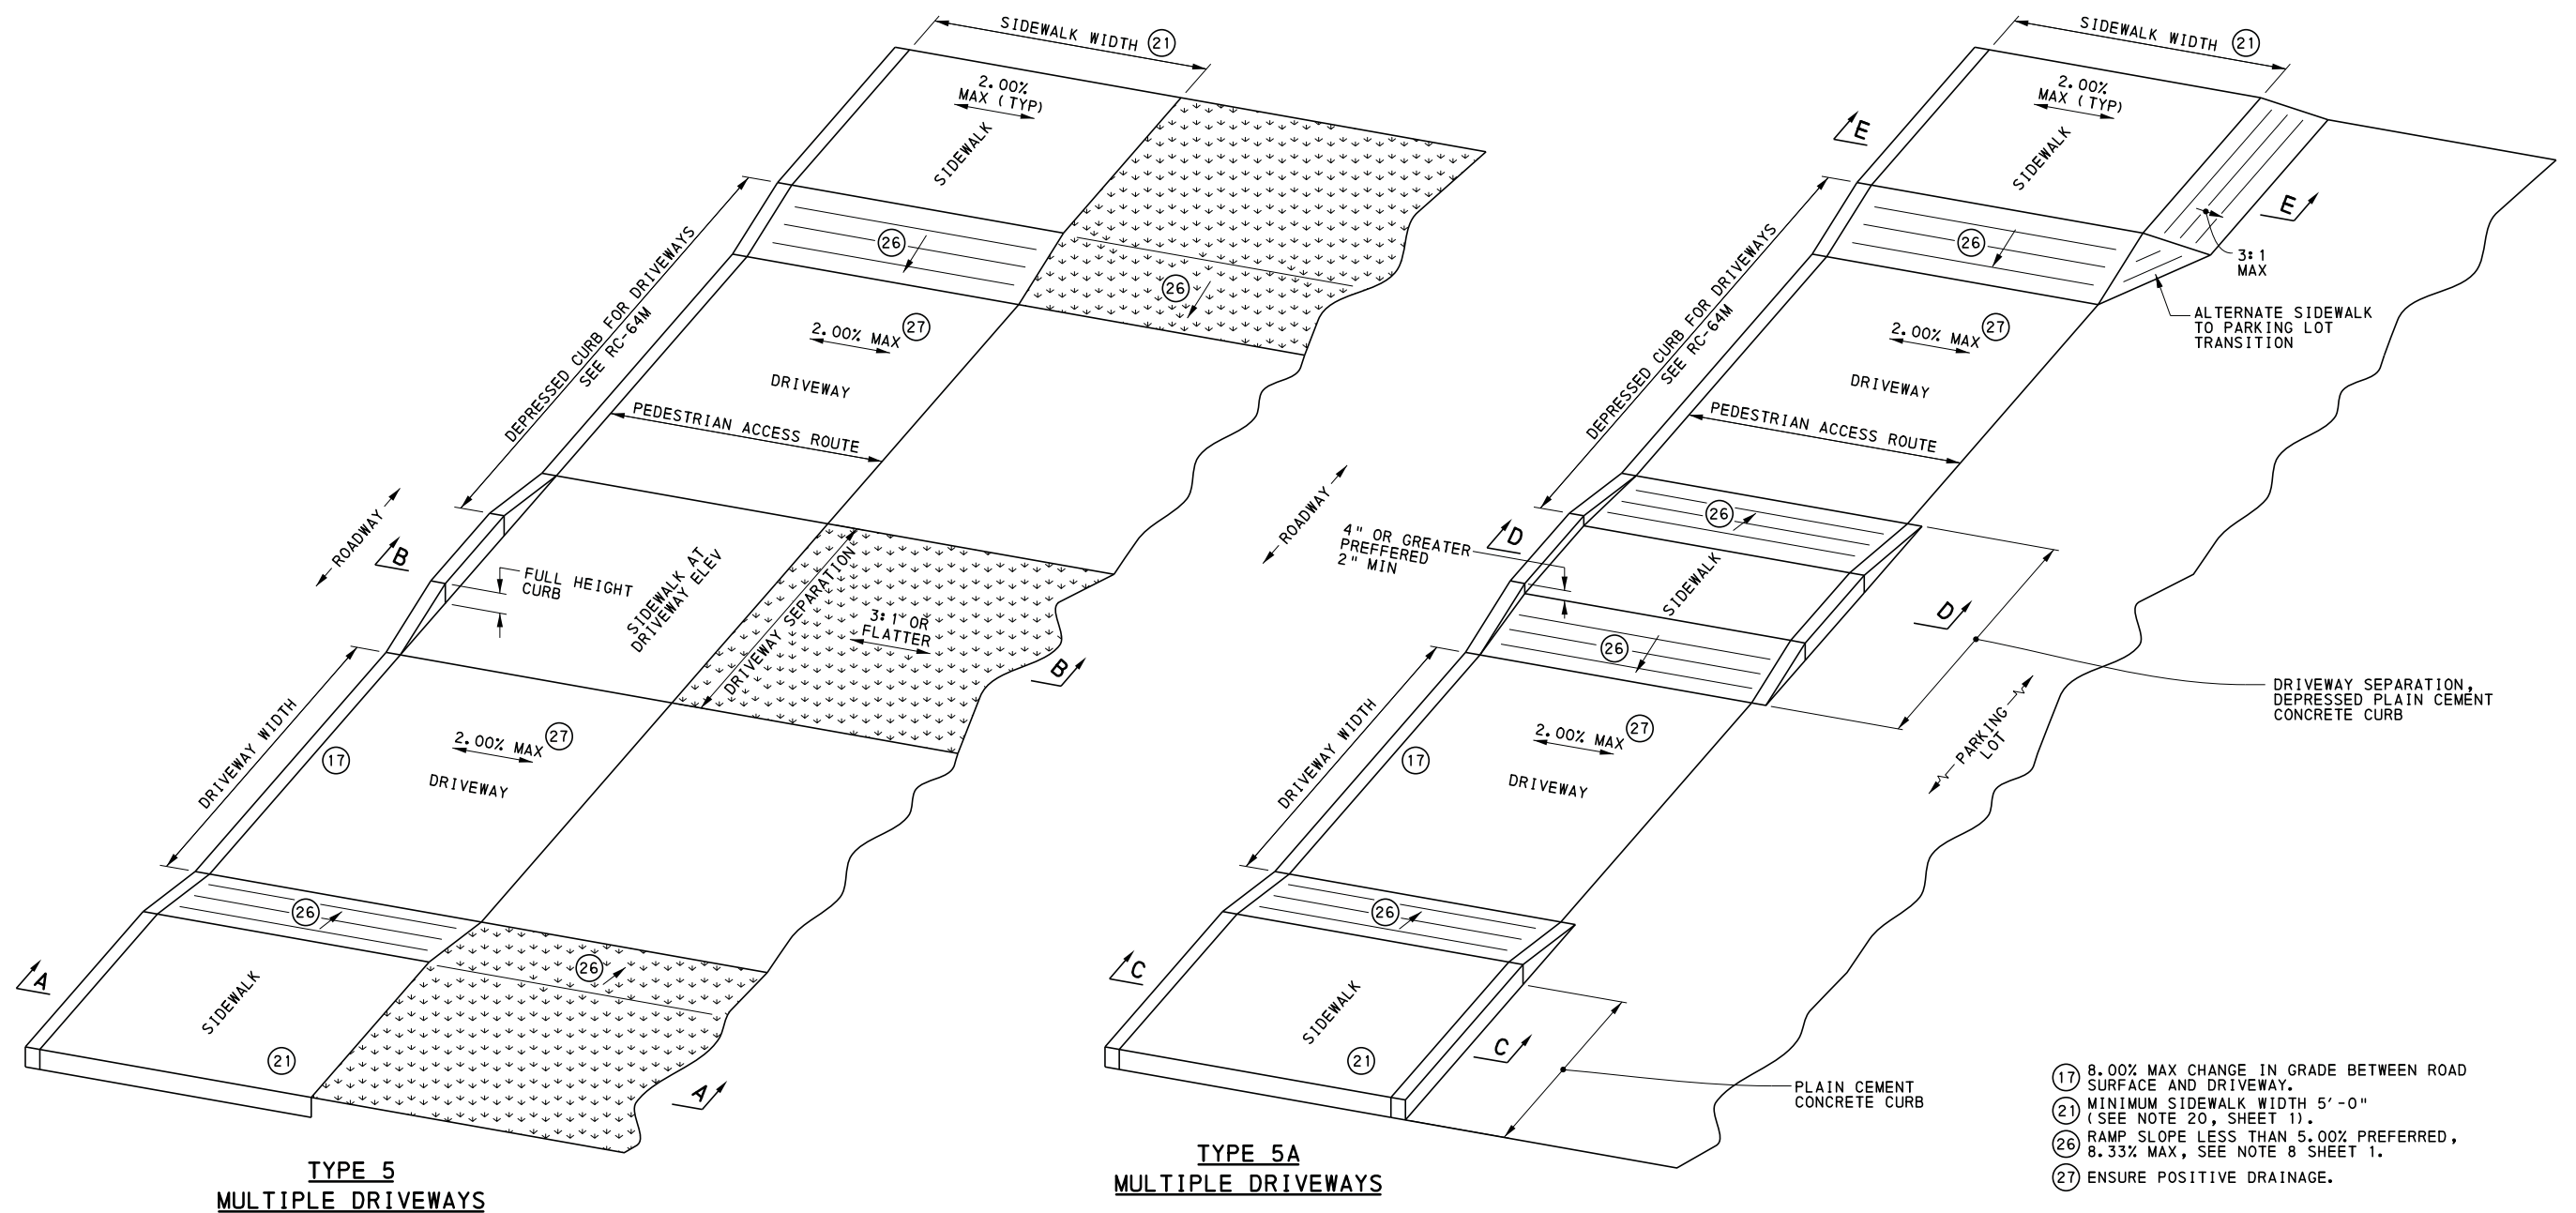 SIDEWALK WIDTH 21
2.00%
MAX (TYP)
SIDEWALK
26
26
DEPRESSED CURB FOR DRIVEWAYS
SEE RC-64M
2.00% MAX 27
DRIVEWAY
PEDESTRIAN ACCESS ROUTE
ROADWAY
B
FULL HEIGHT
CURB
SIDEWALK AT
DRIVEWAY ELEV
DRIVEWAY SEPARATION
3:1 OR
FLATTER
B
DRIVEWAY WIDTH
17
2.00% MAX 27
DRIVEWAY
26
26
A
SIDEWALK
21
A
TYPE 5
MULTIPLE DRIVEWAYS
SIDEWALK WIDTH 21
2.00%
MAX (TYP)
E
SIDEWALK
E
26
3:1
MAX
ALTERNATE SIDEWALK
TO PARKING LOT
TRANSITION
DEPRESSED CURB FOR DRIVEWAYS
SEE RC-64M
2.00% MAX 27
DRIVEWAY
PEDESTRIAN ACCESS ROUTE
ROADWAY
26
D
4" OR GREATER
PREFFERED
2" MIN
SIDEWALK
D
26
DRIVEWAY SEPARATION,
DEPRESSED PLAIN CEMENT
CONCRETE CURB
PARKING
LOT
DRIVEWAY WIDTH
17
2.00% MAX 27
DRIVEWAY
26
C
SIDEWALK
21
C
PLAIN CEMENT
CONCRETE CURB
TYPE 5A
MULTIPLE DRIVEWAYS
17 8.00% MAX CHANGE IN GRADE BETWEEN ROAD
SURFACE AND DRIVEWAY.
21 MINIMUM SIDEWALK WIDTH 5'-0"
(SEE NOTE 20, SHEET 1).
26 RAMP SLOPE LESS THAN 5.00% PREFERRED,
8.33% MAX, SEE NOTE 8 SHEET 1.
27 ENSURE POSITIVE DRAINAGE.